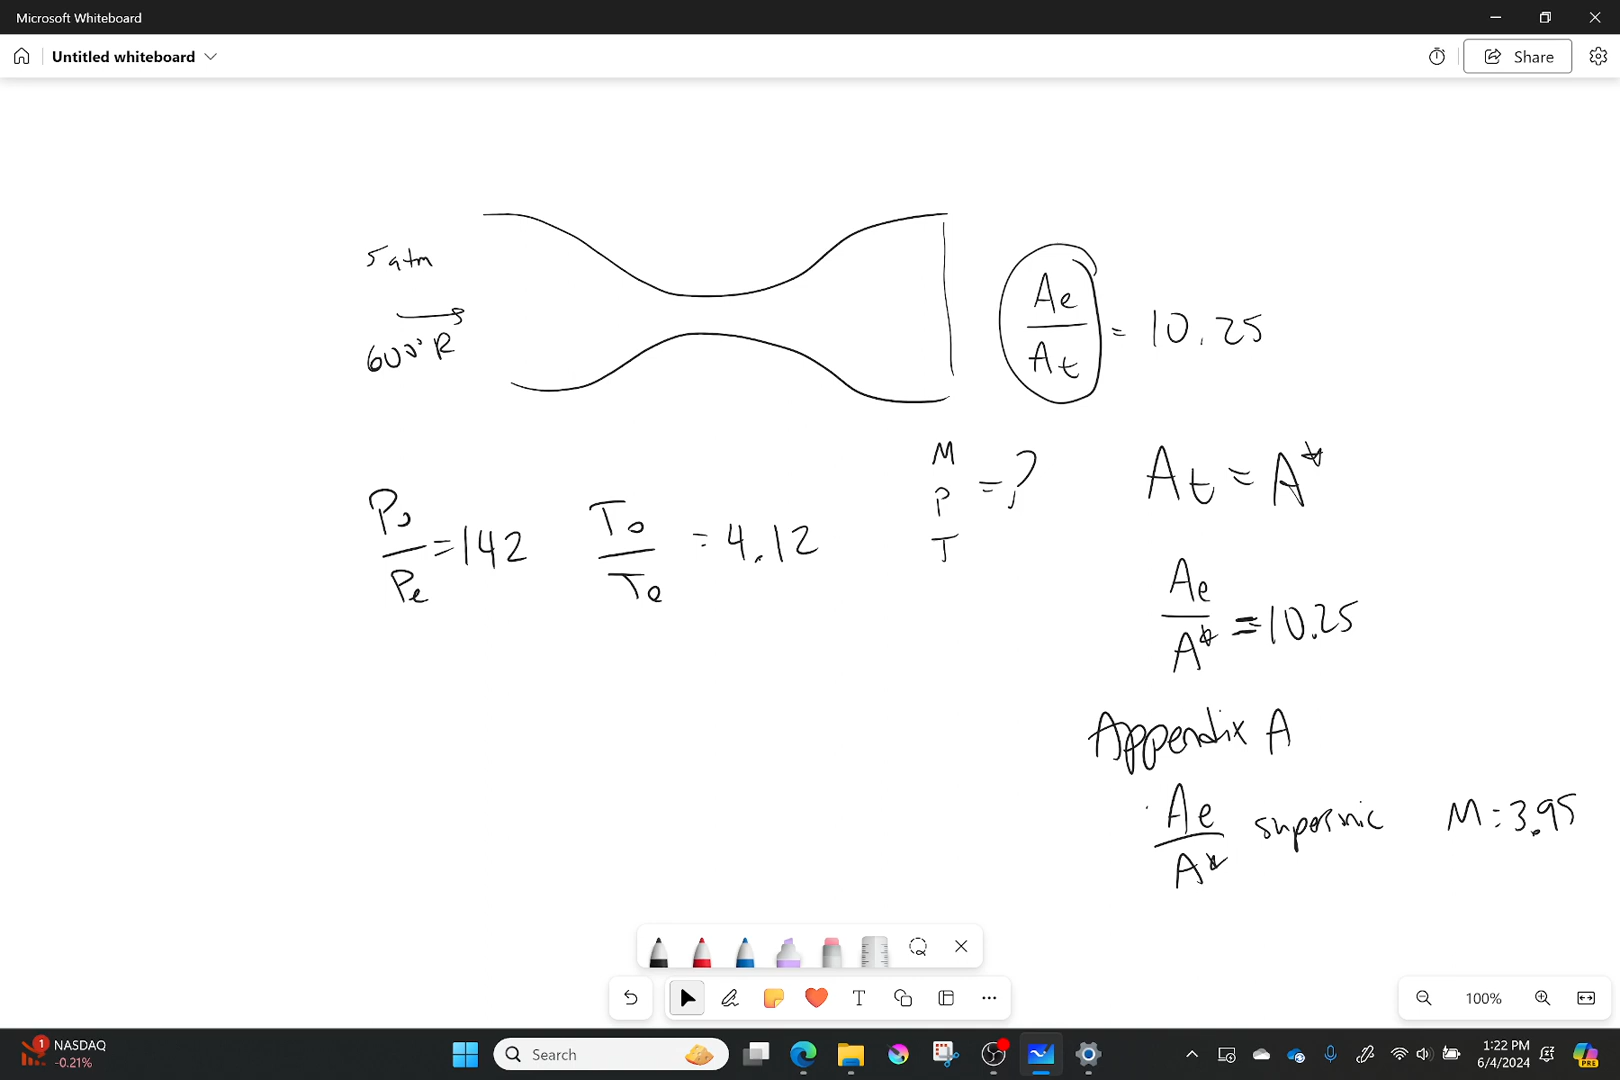 Microsoft Whiteboard
Untitled whiteboard
Share
5 atm
600°R
Ae
At
= 10.25
Po
Pe
=142
To
Te
= 4.12
M
P
T
= ?
At = A*
Ae
A*
=10.25
Appendix A
Ae
A*
supersonic
M = 3.95
T
100%
1
NASDAQ
-0.21%
Search
1:22 PM
6/4/2024
PRE